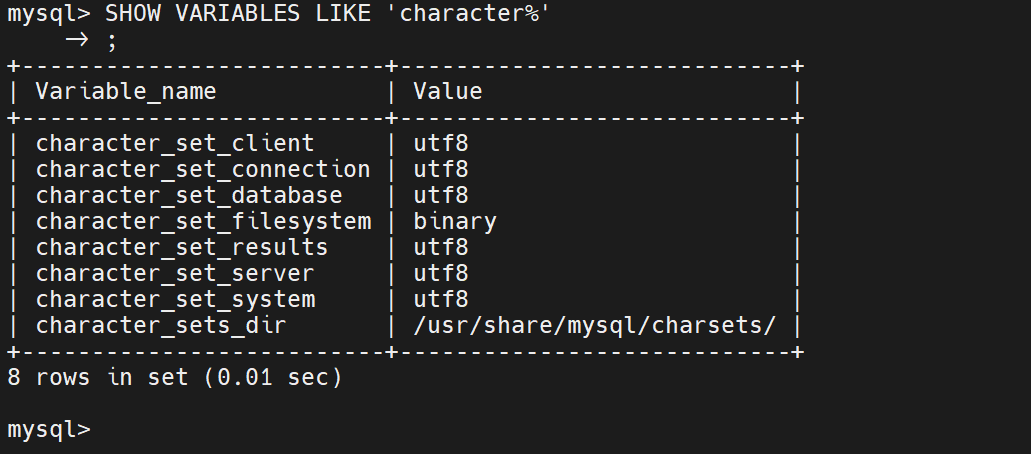 mysql> SHOW VARIABLES LIKE 'character%'
    -> ;
+--------------------------+----------------------------+
| Variable_name            | Value                      |
+--------------------------+----------------------------+
| character_set_client     | utf8                       |
| character_set_connection | utf8                       |
| character_set_database   | utf8                       |
| character_set_filesystem | binary                     |
| character_set_results    | utf8                       |
| character_set_server     | utf8                       |
| character_set_system     | utf8                       |
| character_sets_dir       | /usr/share/mysql/charsets/ |
+--------------------------+----------------------------+
8 rows in set (0.01 sec)

mysql>